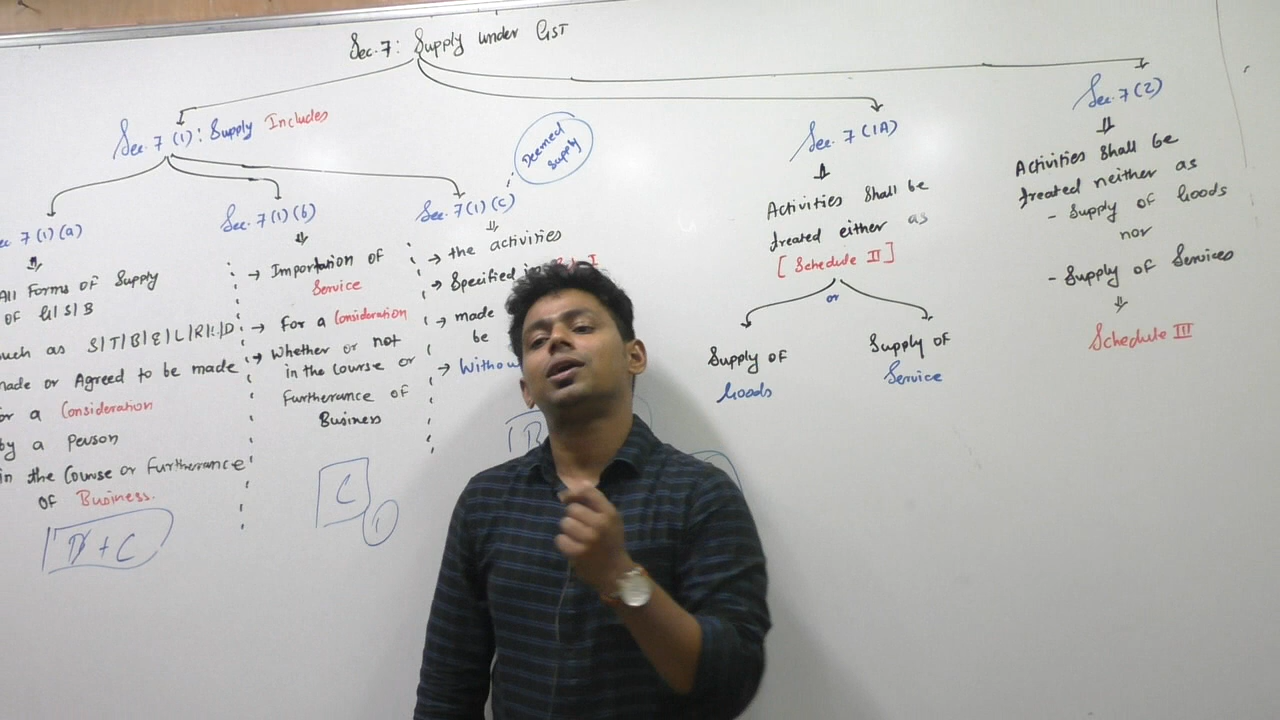 Sec. 7 : Supply under GST
Sec. 7 (1) : Supply Includes
7 (1) (a)
All Forms of Supply
of G/S/B
such as S|T|B|E|L|R|L|D
made or Agreed to be made
for a Consideration
by a Person
in the Course or Furtherance
of Business.
B + C
Sec. 7 (1) (b)
→ Importation of
Service
→ For a Consideration
→ Whether or not
in the Course or
Furtherance of
Business
C
1
Deemed
Supply
Sec. 7 (1) (c)
→ the activities
→ Specified in
→ made
be
→ Without
Sec. 7 (1A)
Activities Shall be
treated either as
[ Schedule II ]
or
Supply of
Goods
Supply of
Service
Sec. 7 (2)
Activities Shall be
treated neither as
- Supply of Goods
nor
- Supply of Services
Schedule III